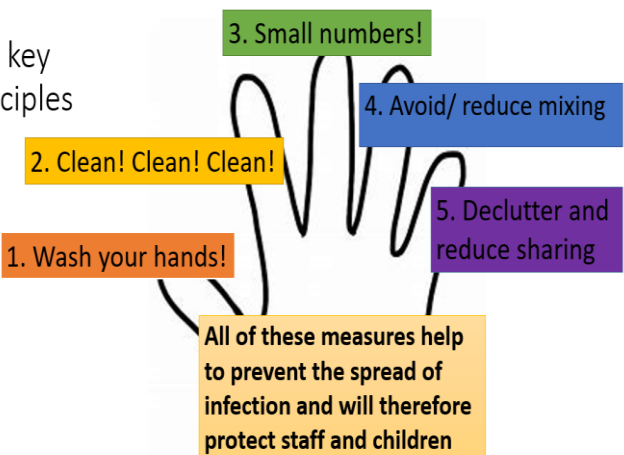 key
ciples
3. Small numbers!
4. Avoid/ reduce mixing
2. Clean! Clean! Clean!
5. Declutter and
reduce sharing
1. Wash your hands!
All of these measures help
to prevent the spread of
infection and will therefore
protect staff and children